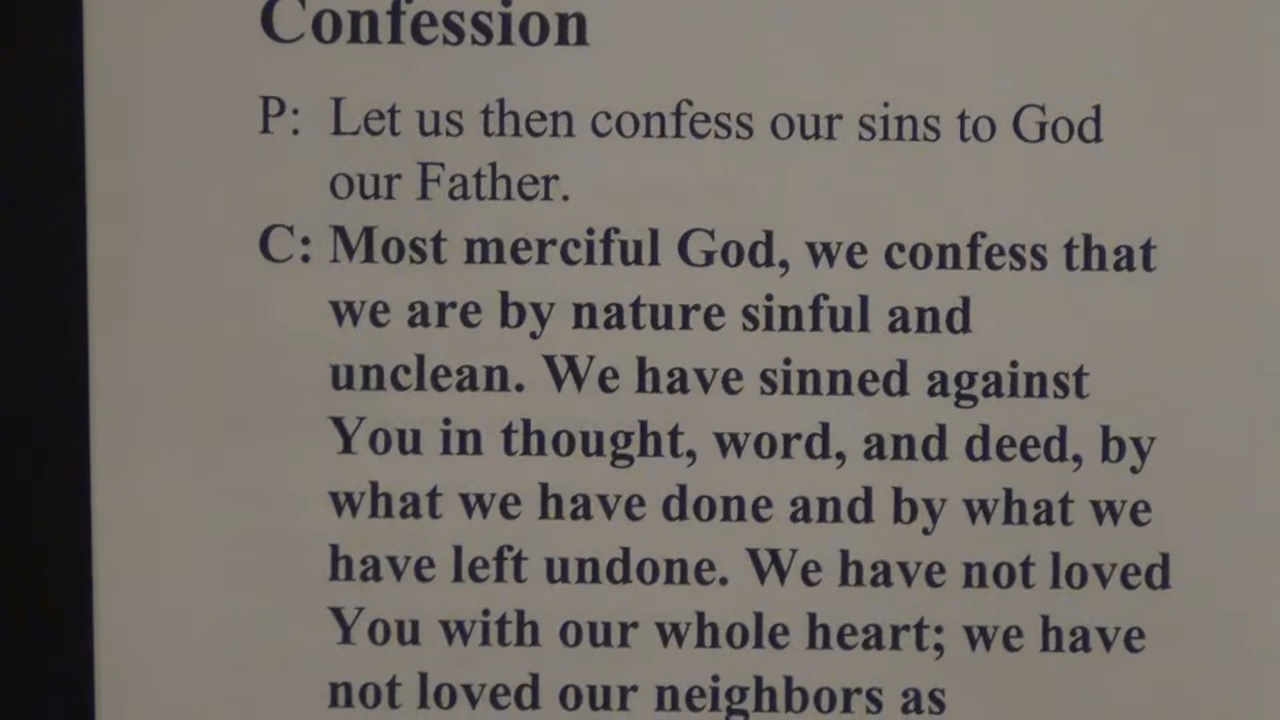 Confession
P: Let us then confess our sins to God
our Father.
C: Most merciful God, we confess that
we are by nature sinful and
unclean. We have sinned against
You in thought, word, and deed, by
what we have done and by what we
have left undone. We have not loved
You with our whole heart; we have
not loved our neighbors as